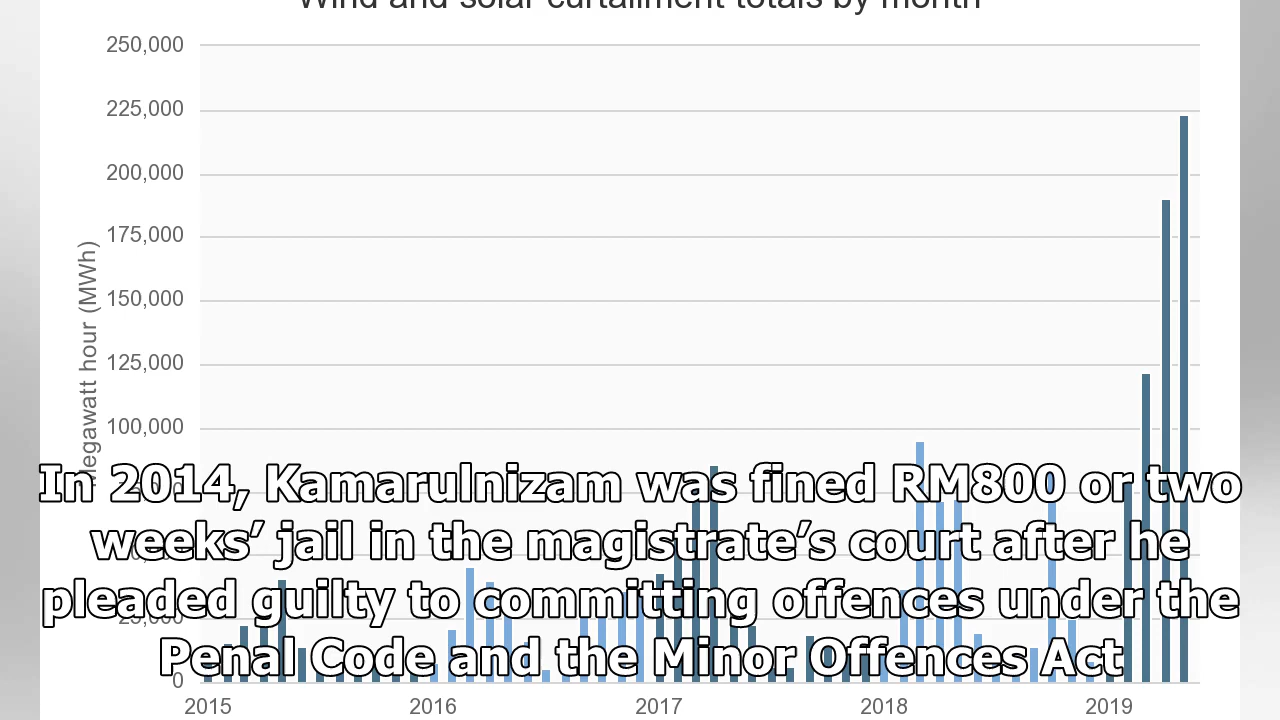 Wind and solar curtailment totals by month
250,000
225,000
200,000
175,000
150,000
125,000
100,000
25,000
0
Megawatt hour (MWh)
In 2014, Kamarulnizam was fined RM800 or two
weeks’ jail in the magistrate’s court after he
pleaded guilty to committing offences under the
Penal Code and the Minor Offences Act
2015 2016 2017 2018 2019